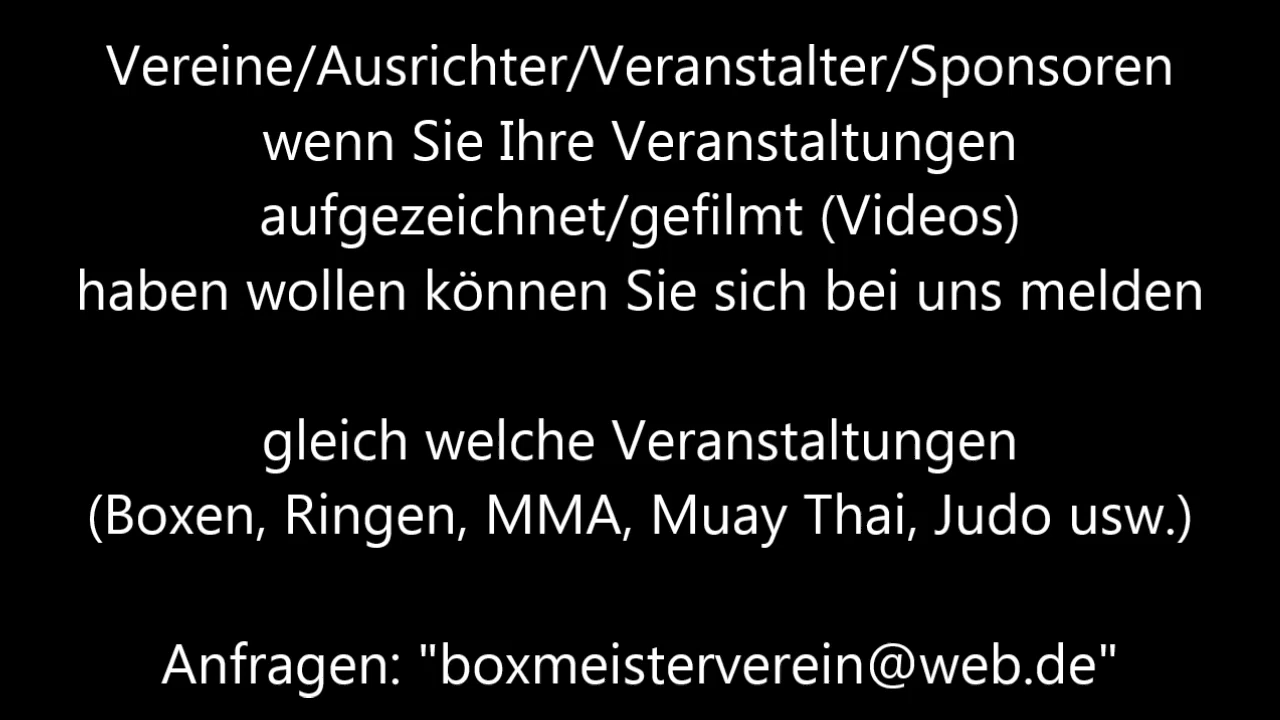 Vereine/Ausrichter/Veranstalter/Sponsoren
wenn Sie Ihre Veranstaltungen
aufgezeichnet/gefilmt (Videos)
haben wollen können Sie sich bei uns melden
gleich welche Veranstaltungen
(Boxen, Ringen, MMA, Muay Thai, Judo usw.)
Anfragen: "boxmeisterverein@web.de"